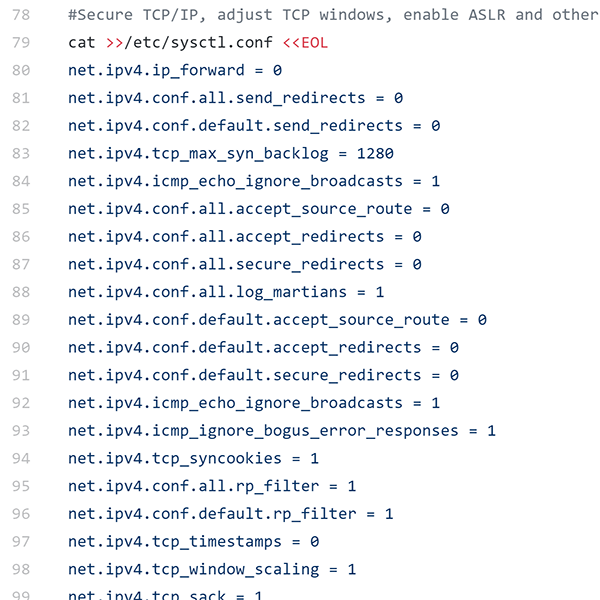 78 #Secure TCP/IP, adjust TCP windows, enable ASLR and other
79 cat >>/etc/sysctl.conf <<EOL
80 net.ipv4.ip_forward = 0
81 net.ipv4.conf.all.send_redirects = 0
82 net.ipv4.conf.default.send_redirects = 0
83 net.ipv4.tcp_max_syn_backlog = 1280
84 net.ipv4.icmp_echo_ignore_broadcasts = 1
85 net.ipv4.conf.all.accept_source_route = 0
86 net.ipv4.conf.all.accept_redirects = 0
87 net.ipv4.conf.all.secure_redirects = 0
88 net.ipv4.conf.all.log_martians = 1
89 net.ipv4.conf.default.accept_source_route = 0
90 net.ipv4.conf.default.accept_redirects = 0
91 net.ipv4.conf.default.secure_redirects = 0
92 net.ipv4.icmp_echo_ignore_broadcasts = 1
93 net.ipv4.icmp_ignore_bogus_error_responses = 1
94 net.ipv4.tcp_syncookies = 1
95 net.ipv4.conf.all.rp_filter = 1
96 net.ipv4.conf.default.rp_filter = 1
97 net.ipv4.tcp_timestamps = 0
98 net.ipv4.tcp_window_scaling = 1
99 net.ipv4.tcp_sack = 1